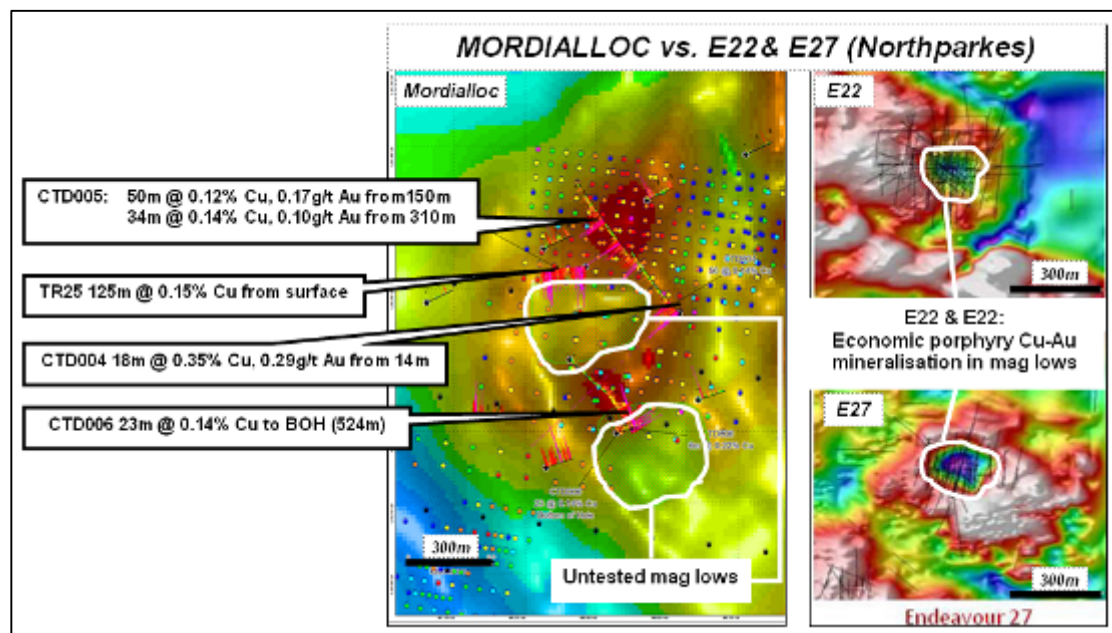 MORDIALLOC vs. E22& E27 (Northparkes)
Mordialloc
E22
CTD005: 50m @ 0.12% Cu, 0.17g/t Au from150m
34m @ 0.14% Cu, 0.10g/t Au from 310m
TR25 125m @ 0.15% Cu from surface
CTD004 18m @ 0.35% Cu, 0.29g/t Au from 14m
CTD006 23m @ 0.14% Cu to BOH (524m)
300m
Untested mag lows
300m
E22 & E22:
Economic porphyry Cu-Au
mineralisation in mag lows
E27
300m
Endeavour 27